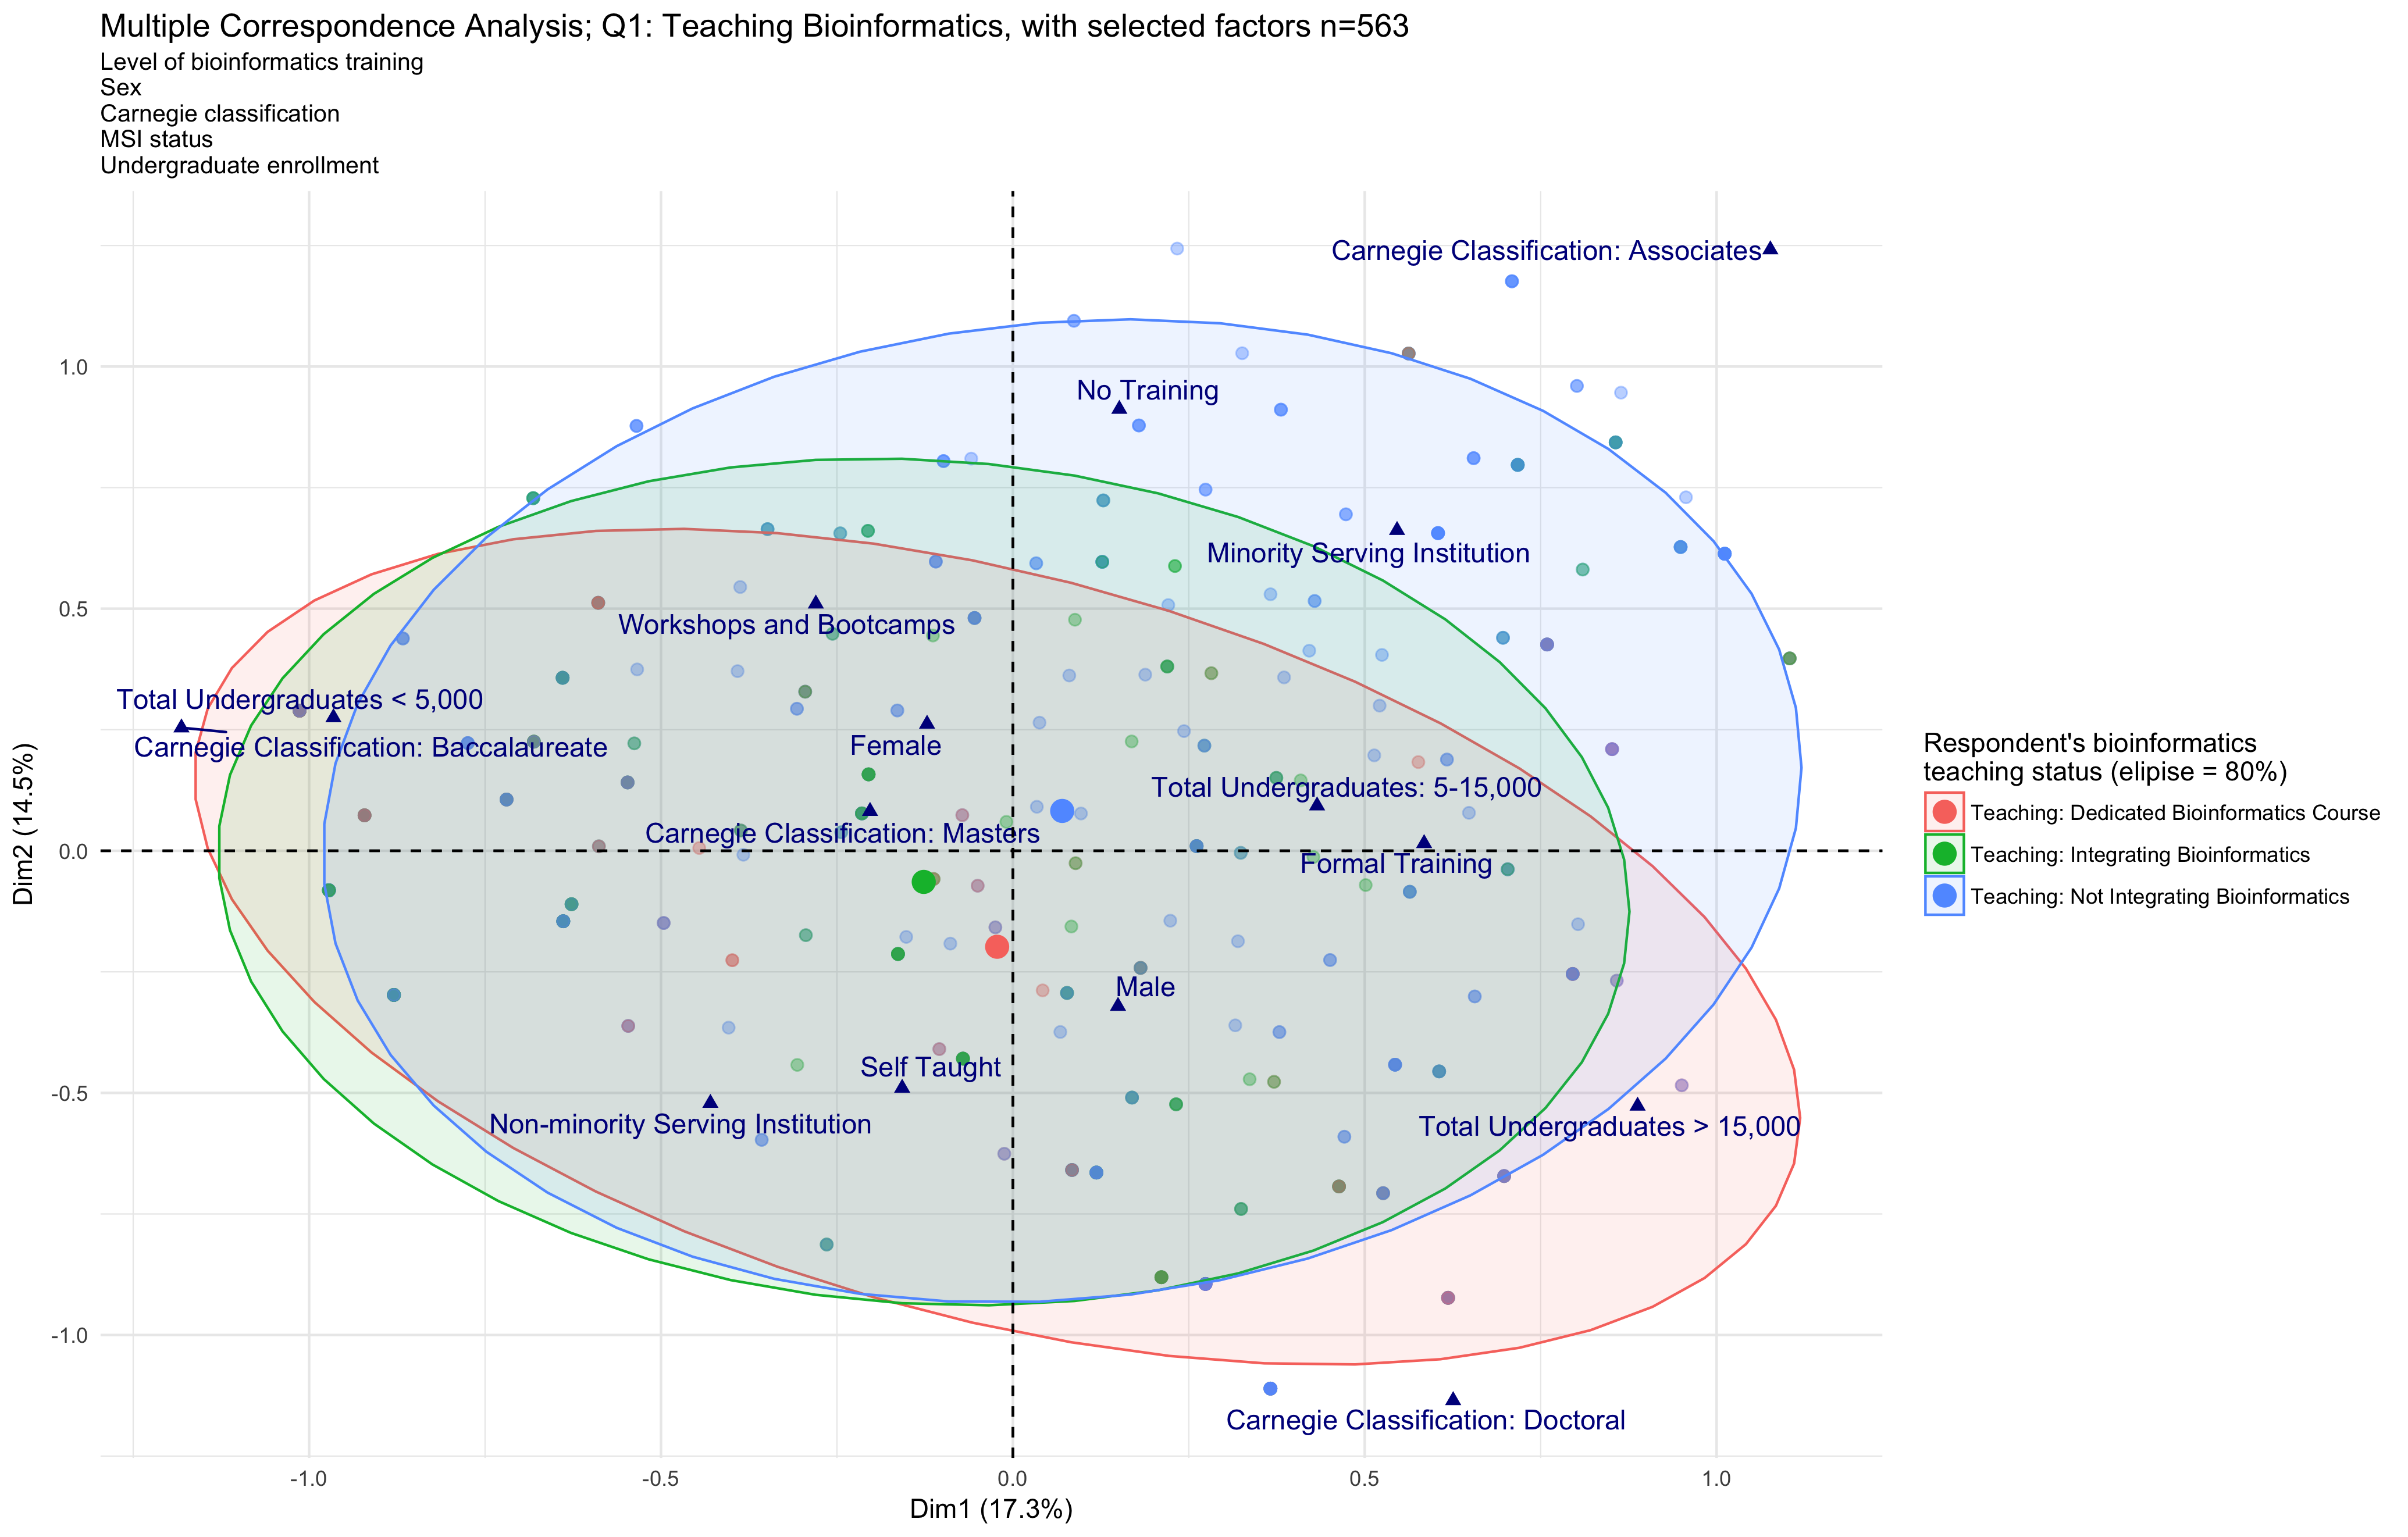 Multiple Correspondence Analysis; Q1: Teaching Bioinformatics, with selected factors n=563
Level of bioinformatics training
Sex
Carnegie classification
MSI status
Undergraduate enrollment
Carnegie Classification: Associates
No Training
Minority Serving Institution
Workshops and Bootcamps
Total Undergraduates < 5,000
Carnegie Classification: Baccalaureate
Female
Total Undergraduates: 5-15,000
Carnegie Classification: Masters
Formal Training
Male
Self Taught
Non-minority Serving Institution
Total Undergraduates > 15,000
Carnegie Classification: Doctoral
1.0
0.5
0.0
-0.5
-1.0
Dim2 (14.5%)
-1.0
-0.5
0.0
0.5
1.0
Dim1 (17.3%)
Respondent's bioinformatics
teaching status (elipise = 80%)
Teaching: Dedicated Bioinformatics Course
Teaching: Integrating Bioinformatics
Teaching: Not Integrating Bioinformatics